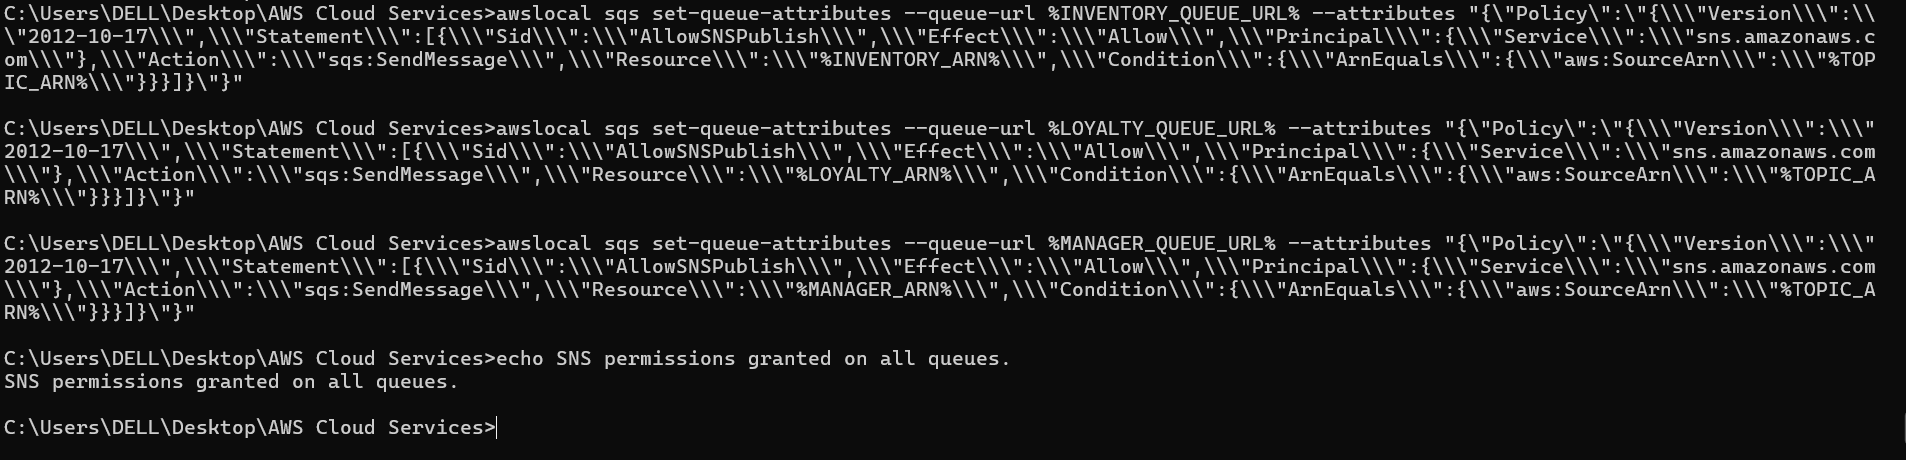 C:\Users\DELL\Desktop\AWS Cloud Services>awslocal sqs set-queue-attributes --queue-url %INVENTORY_QUEUE_URL% --attributes "{\"Policy\":\"{\\\"Version\\\":\\
\"2012-10-17\\\",\\\"Statement\\\":[{\\\"Sid\\\":\\\"AllowSNSPublish\\\",\\\"Effect\\\":\\\"Allow\\\",\\\"Principal\\\":{\\\"Service\\\":\\\"sns.amazonaws.c
om\\\"},\\\"Action\\\":\\\"sqs:SendMessage\\\",\\\"Resource\\\":\\\"%INVENTORY_ARN%\\\",\\\"Condition\\\":{\\\"ArnEquals\\\":{\\\"aws:SourceArn\\\":\\\"%TOP
IC_ARN%\\\"}}}]}\"}"
C:\Users\DELL\Desktop\AWS Cloud Services>awslocal sqs set-queue-attributes --queue-url %LOYALTY_QUEUE_URL% --attributes "{\"Policy\":\"{\\\"Version\\\":\\\"
2012-10-17\\\",\\\"Statement\\\":[{\\\"Sid\\\":\\\"AllowSNSPublish\\\",\\\"Effect\\\":\\\"Allow\\\",\\\"Principal\\\":{\\\"Service\\\":\\\"sns.amazonaws.com
\\\"},\\\"Action\\\":\\\"sqs:SendMessage\\\",\\\"Resource\\\":\\\"%LOYALTY_ARN%\\\",\\\"Condition\\\":{\\\"ArnEquals\\\":{\\\"aws:SourceArn\\\":\\\"%TOPIC_A
RN%\\\"}}}]}\"}"
C:\Users\DELL\Desktop\AWS Cloud Services>awslocal sqs set-queue-attributes --queue-url %MANAGER_QUEUE_URL% --attributes "{\"Policy\":\"{\\\"Version\\\":\\\"
2012-10-17\\\",\\\"Statement\\\":[{\\\"Sid\\\":\\\"AllowSNSPublish\\\",\\\"Effect\\\":\\\"Allow\\\",\\\"Principal\\\":{\\\"Service\\\":\\\"sns.amazonaws.com
\\\"},\\\"Action\\\":\\\"sqs:SendMessage\\\",\\\"Resource\\\":\\\"%MANAGER_ARN%\\\",\\\"Condition\\\":{\\\"ArnEquals\\\":{\\\"aws:SourceArn\\\":\\\"%TOPIC_A
RN%\\\"}}}]}\"}"
C:\Users\DELL\Desktop\AWS Cloud Services>echo SNS permissions granted on all queues.
SNS permissions granted on all queues.
C:\Users\DELL\Desktop\AWS Cloud Services>